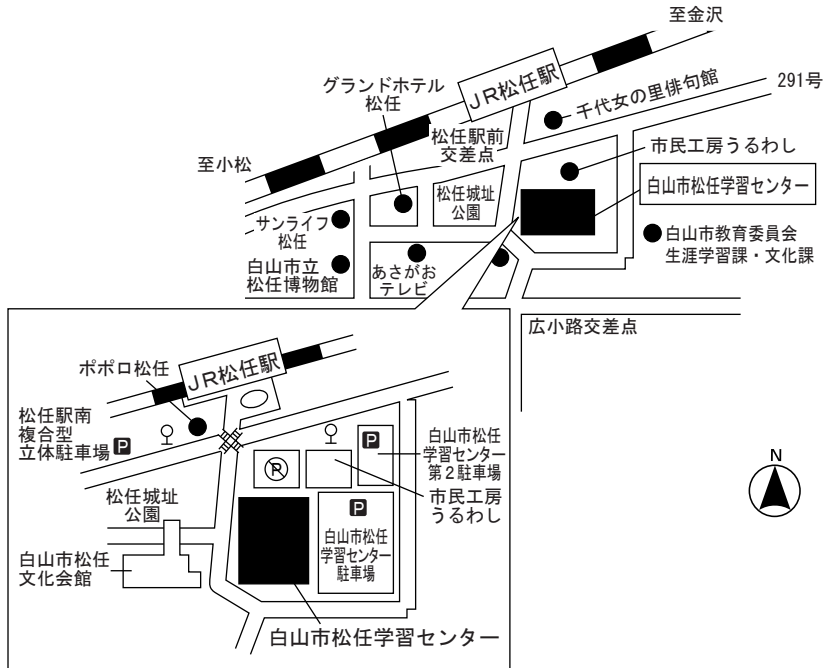 至金沢
JR松任駅
グランドホテル
松任
千代女の里俳句館
291号
松任駅前
交差点
市民工房うるわし
至小松
松任城址
公園
白山市松任学習センター
サンライフ
松任
白山市教育委員会
生涯学習課・文化課
白山市立
松任博物館
あさがお
テレビ
広小路交差点
ポポロ松任
JR松任駅
松任駅南
複合型
立体駐車場
P
P
白山市松任
学習センター
第2駐車場
P
市民工房
うるわし
松任城址
公園
P
白山市松任
学習センター
駐車場
白山市松任
文化会館
白山市松任学習センター
N